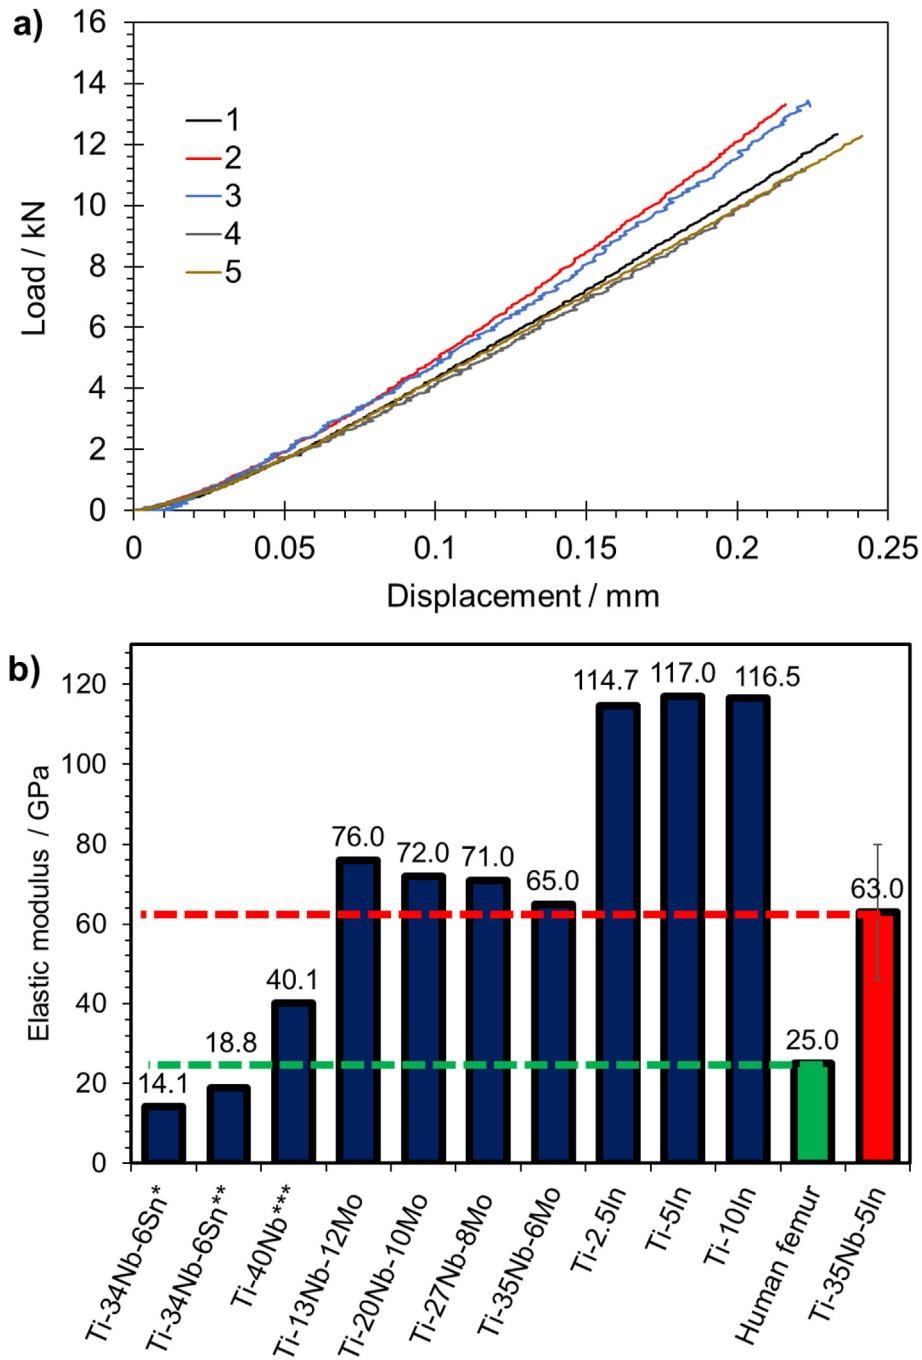 a)
16
14
12
10
8
6
4
2
0
Load / kN
1
2
3
4
5
0 0.05 0.1 0.15 0.2 0.25
Displacement / mm
b)
120
100
80
60
40
20
0
Elastic modulus / GPa
14.1
18.8
40.1
76.0
72.0
71.0
65.0
114.7
117.0
116.5
25.0
63.0
Ti-34Nb-6Sn*
Ti-34Nb-6Sn**
Ti-40Nb***
Ti-13Nb-12Mo
Ti-20Nb-10Mo
Ti-27Nb-8Mo
Ti-35Nb-6Mo
Ti-2.5In
Ti-5In
Ti-10In
Human femur
Ti-35Nb-5In